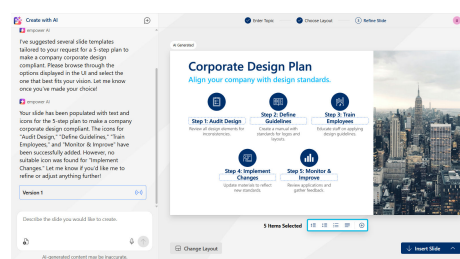 Create with AI
Enter Topic
Choose Layout
3 Refine Slide
empower AI
I've suggested several slide templates
tailored to your request for a 5-step plan to
make a company corporate design
compliant. Please browse through the
options displayed in the UI and select the
one that best fits your vision. Let me know
once you've made your choice!
empower AI
Your slide has been populated with text and
icons for the 5-step plan to make a company
corporate design compliant. The icons for
"Audit Design," "Define Guidelines," "Train
Employees," and "Monitor & Improve" have
been successfully added. However, no
suitable icon was found for "Implement
Changes." Let me know if you'd like me to
refine or adjust anything further!
Version 1
Describe the slide you would like to create.
AI-generated content may be inaccurate.
AI Generated
Corporate Design Plan
Align your company with design standards.
Step 1: Audit Design
Review all design elements for
inconsistencies.
Step 2: Define
Guidelines
Create a manual with
standards for logos and
layouts.
Step 3: Train
Employees
Educate staff on applying
design guidelines.
Step 4: Implement
Changes
Update materials to reflect
new standards.
Step 5: Monitor &
Improve
Review applications and
gather feedback.
5 Items Selected
Change Layout
Insert Slide